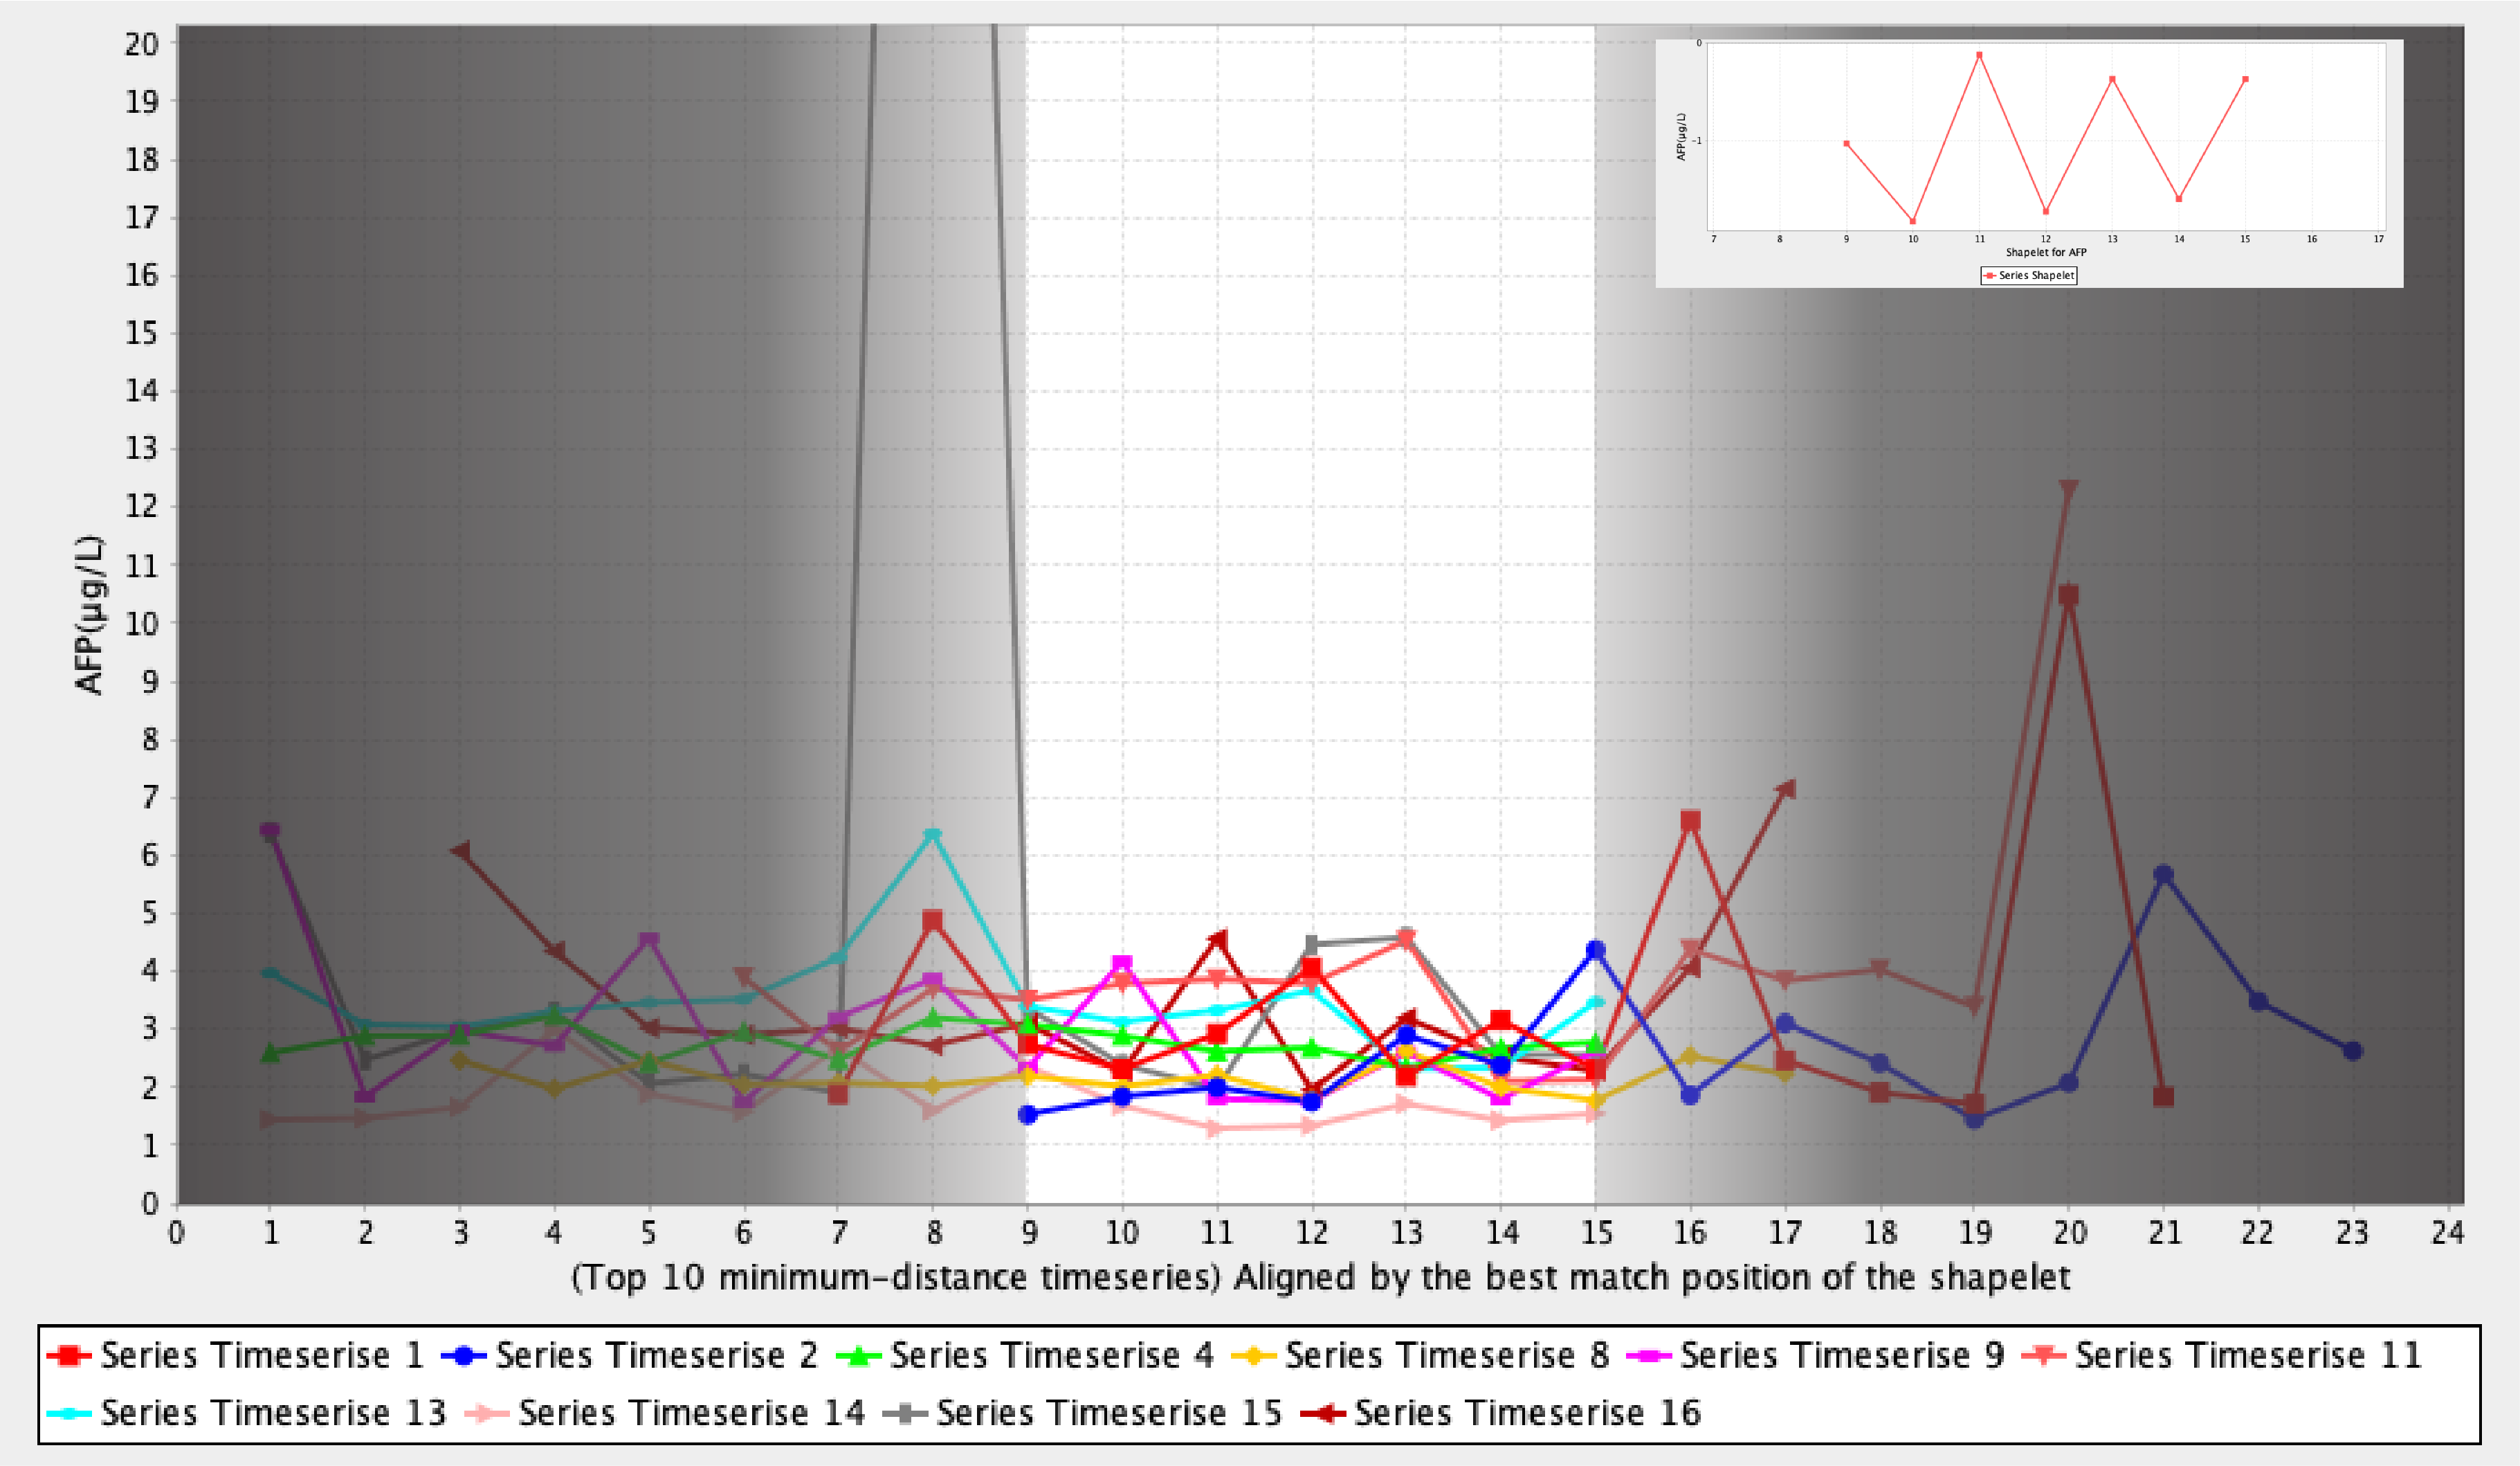 20
19
18
17
16
15
14
13
12
11
10
9
8
7
6
5
4
3
2
1
0
AFP(μg/L)
0 1 2 3 4 5 6 7 8 9 10 11 12 13 14 15 16 17 18 19 20 21 22 23 24
(Top 10 minimum-distance timeseries) Aligned by the best match position of the shapelet
0
-1
AFP(μg/L)
7 8 9 10 11 12 13 14 15 16 17
Shapelet for AFP
Series Shapelet
Series Timeserise 1 Series Timeserise 2 Series Timeserise 4 Series Timeserise 8 Series Timeserise 9 Series Timeserise 11
Series Timeserise 13 Series Timeserise 14 Series Timeserise 15 Series Timeserise 16